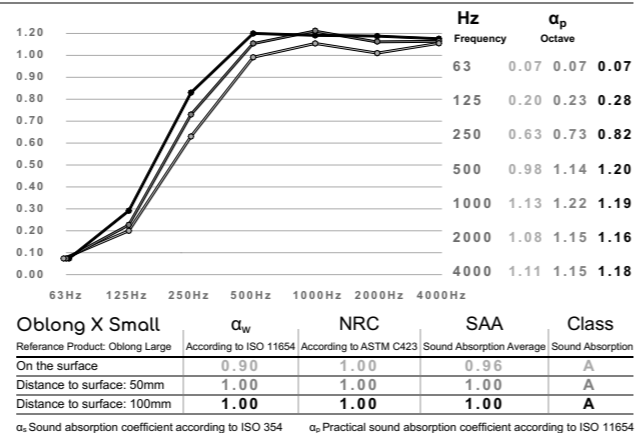 Hz αp
Frequency Octave
1.20
1.00
0.90
0.80
0.70
0.60
0.50
0.40
0.30
0.20
0.10
0.00
63Hz 125Hz 250Hz 500Hz 1000Hz 2000Hz 4000Hz
63 0.07 0.07 0.07
125 0.20 0.23 0.28
250 0.63 0.73 0.82
500 0.98 1.14 1.20
1000 1.13 1.22 1.19
2000 1.08 1.15 1.16
4000 1.11 1.15 1.18
Oblong X Small αw NRC SAA Class
Referance Product: Oblong Large According to ISO 11654 According to ASTM C423 Sound Absorption Average Sound Absorption
On the surface 0.90 1.00 0.96 A
Distance to surface: 50mm 1.00 1.00 1.00 A
Distance to surface: 100mm 1.00 1.00 1.00 A
αs Sound absorption coefficient according to ISO 354 αp Practical sound absorption coefficient according to ISO 11654